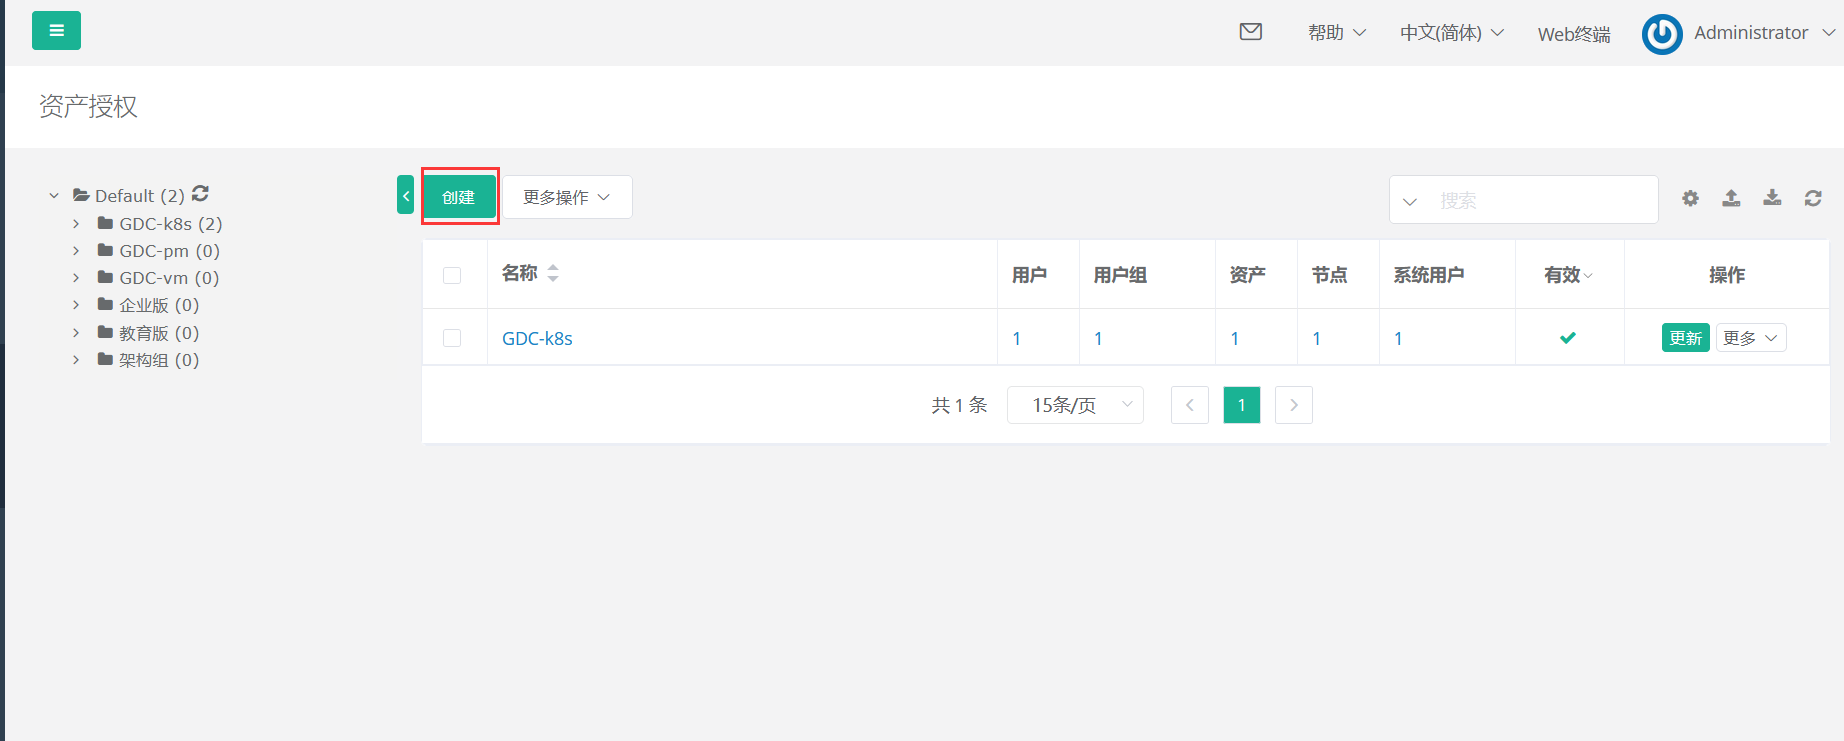 帮助 中文(简体) Web终端 Administrator
资产授权
Default (2)
GDC-k8s (2)
GDC-pm (0)
GDC-vm (0)
企业版 (0)
教育版 (0)
架构组 (0)
创建 更多操作 搜索
名称 用户 用户组 资产 节点 系统用户 有效 操作
GDC-k8s 1 1 1 1 1 更新 更多
共 1 条 15条/页 1